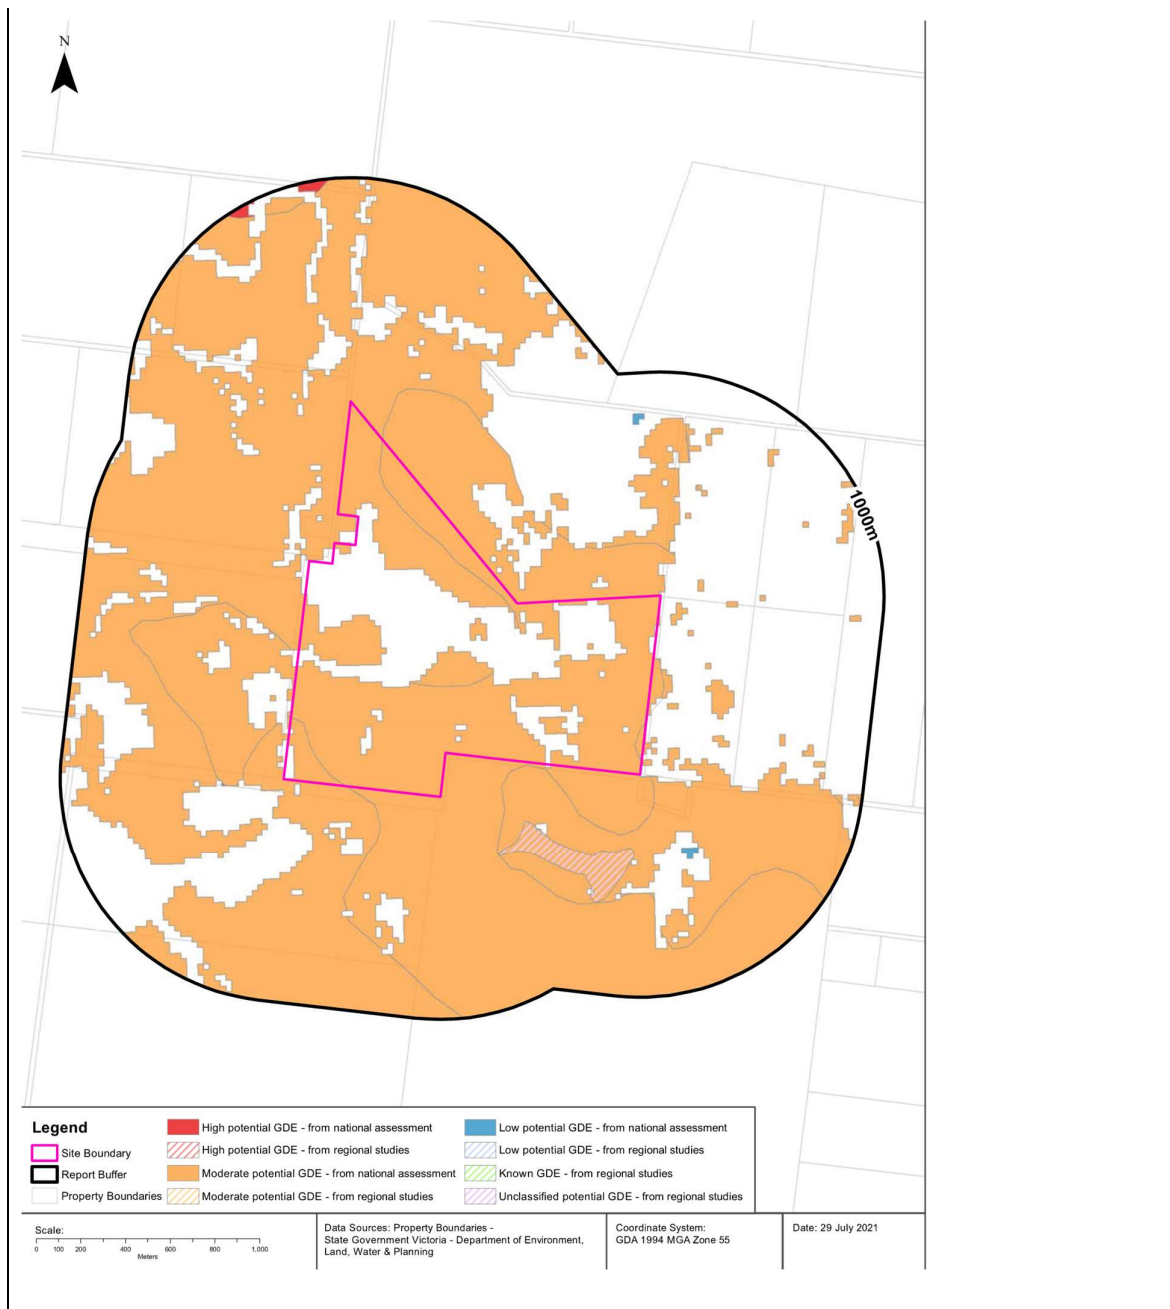 N
1000m
Legend
Site Boundary
Report Buffer
Property Boundaries
High potential GDE - from national assessment
High potential GDE - from regional studies
Moderate potential GDE - from national assessment
Moderate potential GDE - from regional studies
Low potential GDE - from national assessment
Low potential GDE - from regional studies
Known GDE - from regional studies
Unclassified potential GDE - from regional studies
Scale:
0 100 200 400 600 800 1,000
Meters
Data Sources: Property Boundaries -
State Government Victoria - Department of Environment,
Land, Water & Planning
Coordinate System:
GDA 1994 MGA Zone 55
Date: 29 July 2021